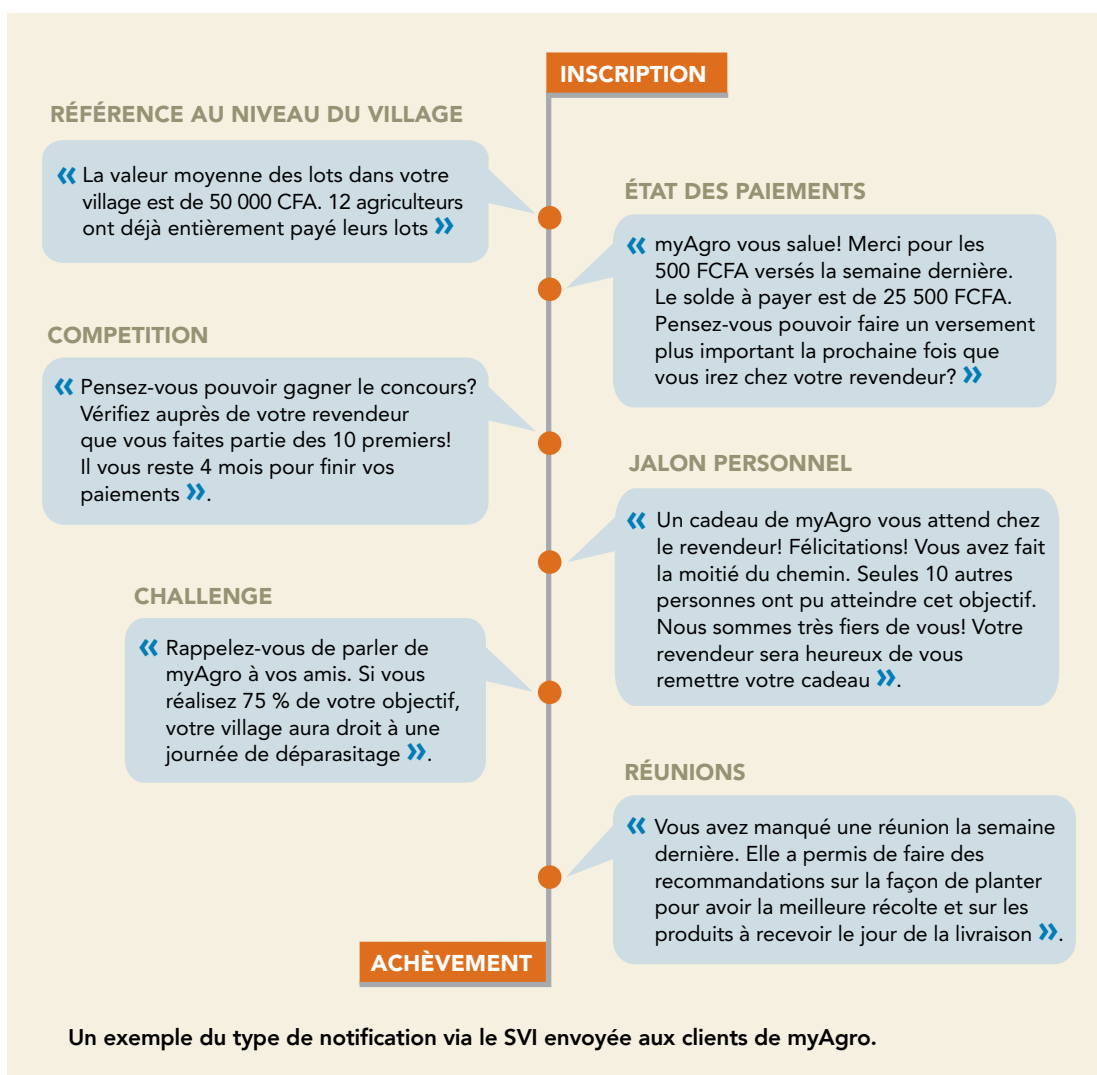 INSCRIPTION
RÉFÉRENCE AU NIVEAU DU VILLAGE
« La valeur moyenne des lots dans votre
village est de 50 000 CFA. 12 agriculteurs
ont déjà entièrement payé leurs lots »
ÉTAT DES PAIEMENTS
« myAgro vous salue! Merci pour les
500 FCFA versés la semaine dernière.
Le solde à payer est de 25 500 FCFA.
Pensez-vous pouvoir faire un versement
plus important la prochaine fois que
vous irez chez votre revendeur? »
COMPETITION
« Pensez-vous pouvoir gagner le concours?
Vérifiez auprès de votre revendeur
que vous faites partie des 10 premiers!
Il vous reste 4 mois pour finir vos
paiements ».
JALON PERSONNEL
« Un cadeau de myAgro vous attend chez
le revendeur! Félicitations! Vous avez fait
la moitié du chemin. Seules 10 autres
personnes ont pu atteindre cet objectif.
Nous sommes très fiers de vous! Votre
revendeur sera heureux de vous
remettre votre cadeau ».
CHALLENGE
« Rappelez-vous de parler de
myAgro à vos amis. Si vous
réalisez 75 % de votre objectif,
votre village aura droit à une
journée de déparasitage ».
RÉUNIONS
« Vous avez manqué une réunion la semaine
dernière. Elle a permis de faire des
recommandations sur la façon de planter
pour avoir la meilleure récolte et sur les
produits à recevoir le jour de la livraison ».
ACHÈVEMENT
Un exemple du type de notification via le SVI envoyée aux clients de myAgro.